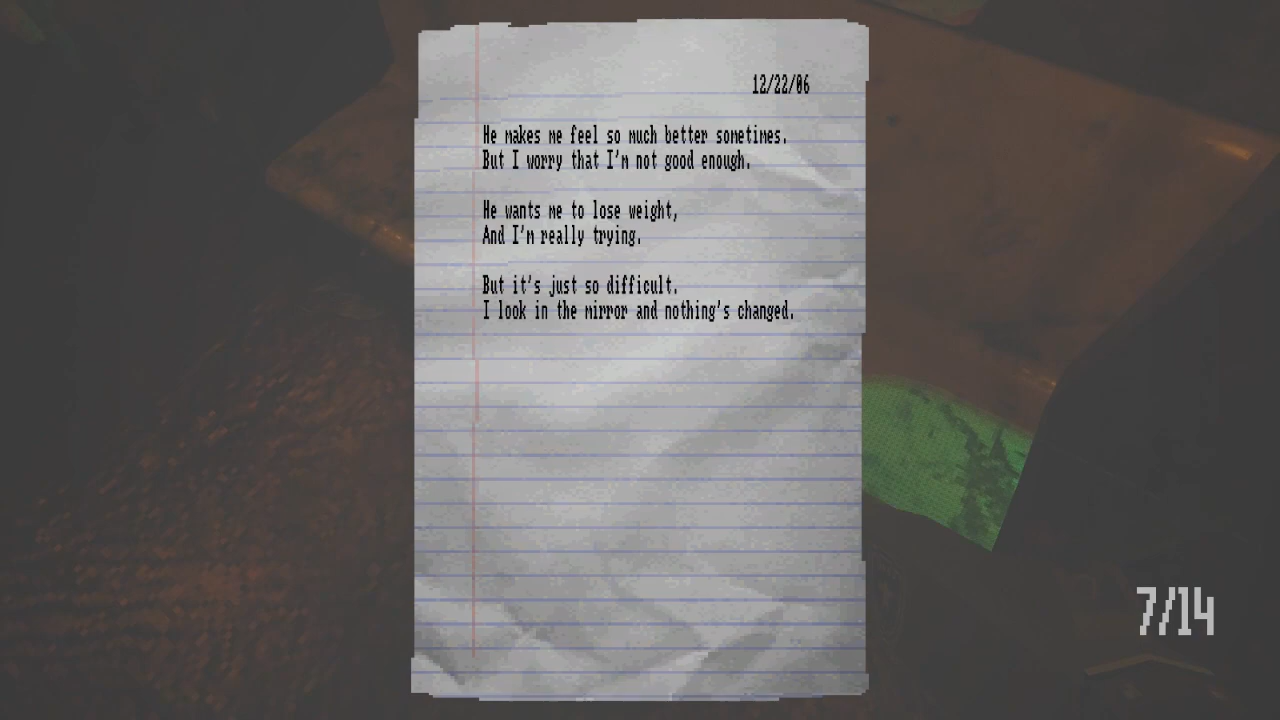 12/22/06
He makes me feel so much better sometimes.
But I worry that I'm not good enough.
He wants me to lose weight,
And I'm really trying.
But it's just so difficult.
I look in the mirror and nothing's changed.
7/14